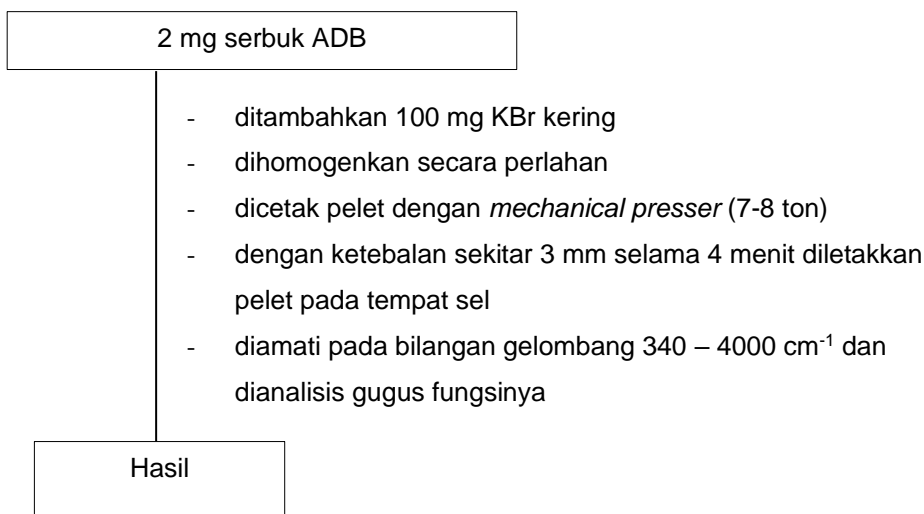 2 mg serbuk ADB
- ditambahkan 100 mg KBr kering
- dihomogenkan secara perlahan
- dicetak pelet dengan mechanical presser (7-8 ton)
- dengan ketebalan sekitar 3 mm selama 4 menit diletakkan
pelet pada tempat sel
- diamati pada bilangan gelombang 340 – 4000 cm⁻¹ dan
dianalisis gugus fungsinya
Hasil